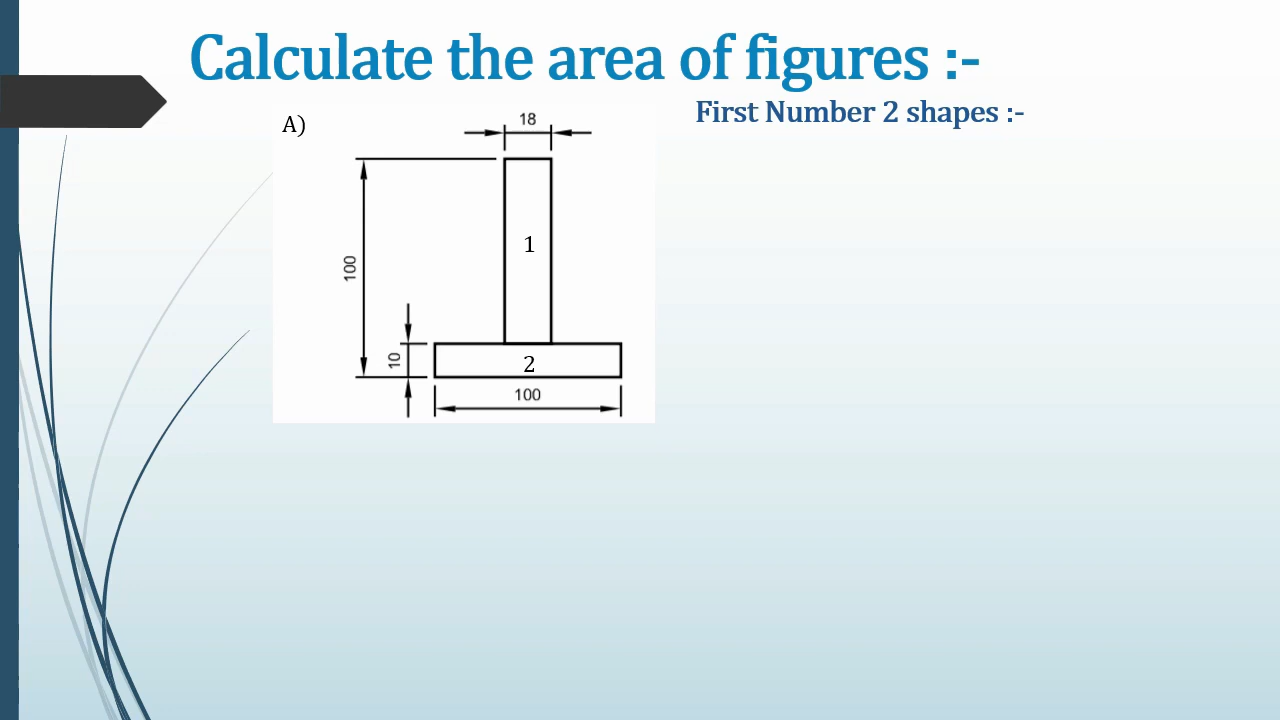 Calculate the area of figures :-
First Number 2 shapes :-
A)
18
1
100
10
2
100